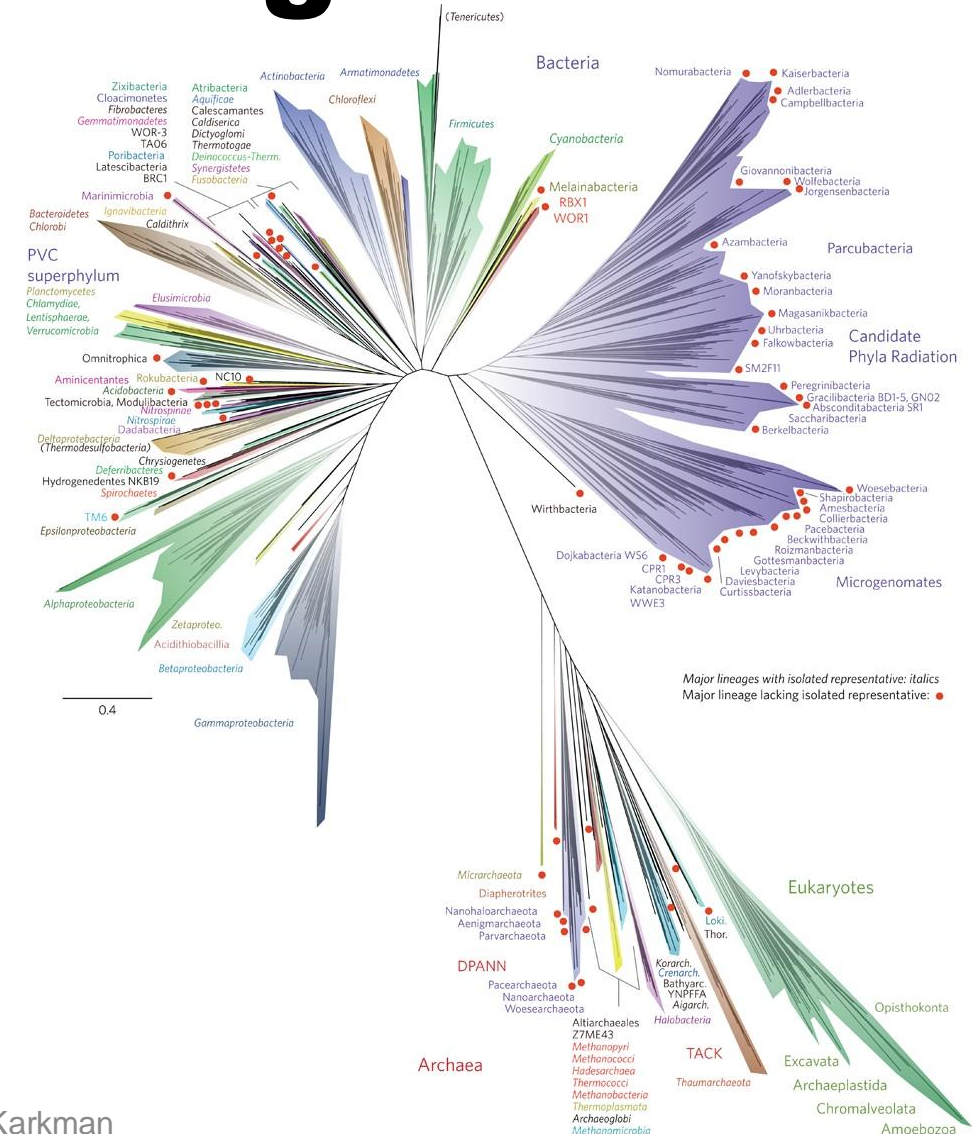 (Tenericutes)
Bacteria
Nomurabacteria
Kaiserbacteria
Adlerbacteria
Campbellbacteria
Zixibacteria
Cloacimonetes
Fibrobacteres
Gemmatimonadetes
WOR-3
TA06
Poribacteria
Latescibacteria
BRC1
Atribacteria
Aquificae
Calescamantes
Caldiserica
Dictyoglomi
Thermotogae
Deinococcus-Therm.
Synergistetes
Fusobacteria
Actinobacteria
Armatimonadetes
Chloroflexi
Firmicutes
Cyanobacteria
Melainabacteria
RBX1
WOR1
Giovannonibacteria
Wolfebacteria
Jorgensenbacteria
Azambacteria
Parcubacteria
Yanofskybacteria
Moranbacteria
Magasanikbacteria
Uhrbacteria
Falkowbacteria
Candidate
Phyla Radiation
SM2F11
Peregrinibacteria
Gracilibacteria BD1-5, GN02
Absconditabacteria SR1
Saccharibacteria
Berkelbacteria
Marinimicrobia
Bacteroidetes
Chlorobi
Ignavibacteria
Caldithrix
PVC
superphylum
Planctomycetes
Chlamydiae,
Lentisphaerae,
Verrucomicrobia
Elusimicrobia
Omnitrophica
Aminicentantes
Rokubacteria
NC10
Acidobacteria
Tectomicrobia, Modulibacteria
Nitrospinae
Nitrospirae
Dadabacteria
Deltaprotebacteria
(Thermodesulfobacteria)
Chrysiogenetes
Deferribacteres
Hydrogenedentes NKB19
Spirochaetes
TM6
Epsilonproteobacteria
Alphaproteobacteria
Zetaproteo.
Acidithiobacillia
Betaproteobacteria
Gammaproteobacteria
0.4
Wirthbacteria
Woesebacteria
Shapirobacteria
Amesbacteria
Collierbacteria
Pacebacteria
Beckwithbacteria
Roizmanbacteria
Gottesmanbacteria
Levybacteria
Daviesbacteria
Curtissbacteria
Dojkabacteria WS6
CPR1
CPR3
Katanobacteria
WWE3
Microgenomates
Major lineages with isolated representative: italics
Major lineage lacking isolated representative:
Micrarchaeota
Diapherotrites
Nanohaloarchaeota
Aenigmarchaeota
Parvarchaeota
DPANN
Pacearchaeota
Nanoarchaeota
Woesearchaeota
Altiarchaeales
Z7ME43
Methanopyri
Methanococci
Hadesarchaea
Thermococci
Methanobacteria
Thermoplasmata
Archaeoglobi
Methanomicrobia
Halobacteria
Korarch.
Crenarch.
Bathyarc.
YNPFFA
Aigarch.
Loki.
Thor.
TACK
Thaumarchaeota
Archaea
Eukaryotes
Opisthokonta
Excavata
Archaeplastida
Chromalveolata
Amoebozoa
Karkman